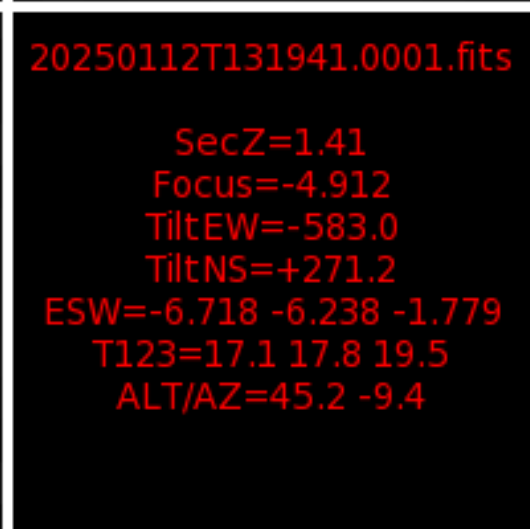 20250112T131941.0001.fits
SecZ=1.41
Focus=-4.912
TiltEW=-583.0
TiltNS=+271.2
ESW=-6.718 -6.238 -1.779
T123=17.1 17.8 19.5
ALT/AZ=45.2 -9.4